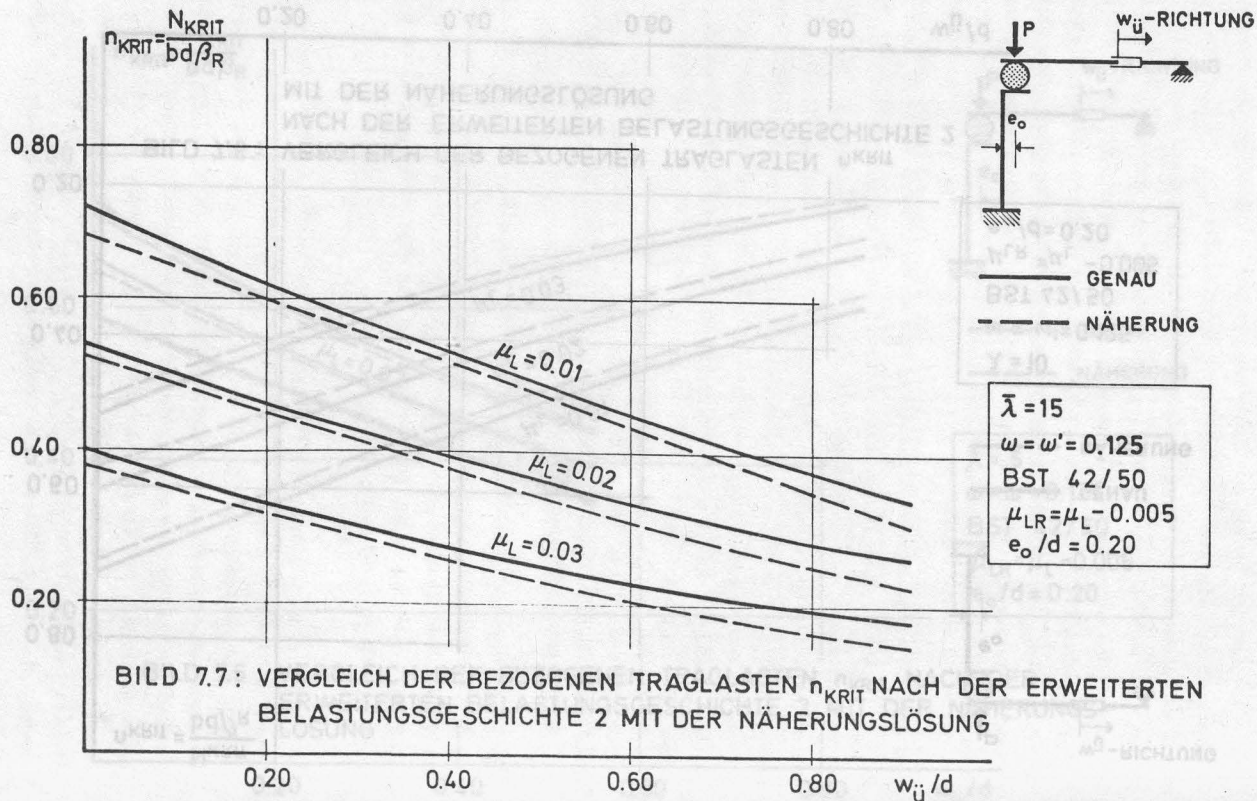 n_KRIT = N_KRIT / bd/β_R
P
w_ü-RICHTUNG
e_o
0.80
0.60
0.40
0.20
μ_L = 0.01
μ_L = 0.02
μ_L = 0.03
GENAU
NÄHERUNG
λ̄ = 15
ω = ω' = 0.125
BST 42/50
μ_LR = μ_L − 0.005
e_o/d = 0.20
BILD 7.7: VERGLEICH DER BEZOGENEN TRAGLASTEN n_KRIT NACH DER ERWEITERTEN
BELASTUNGSGESCHICHTE 2 MIT DER NÄHERUNGSLÖSUNG
0.20 0.40 0.60 0.80 w_ü/d